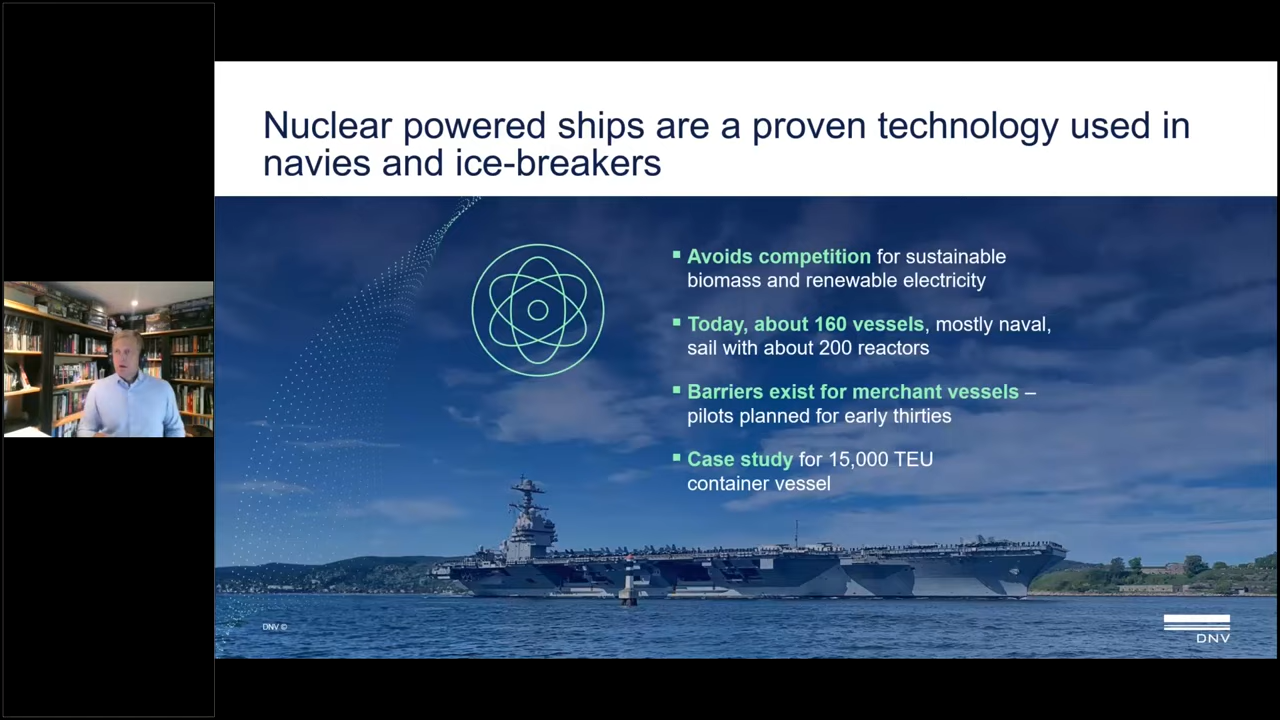 Nuclear powered ships are a proven technology used in
navies and ice-breakers
▪ Avoids competition for sustainable
biomass and renewable electricity
▪ Today, about 160 vessels, mostly naval,
sail with about 200 reactors
▪ Barriers exist for merchant vessels –
pilots planned for early thirties
▪ Case study for 15,000 TEU
container vessel
DNV ©
DNV